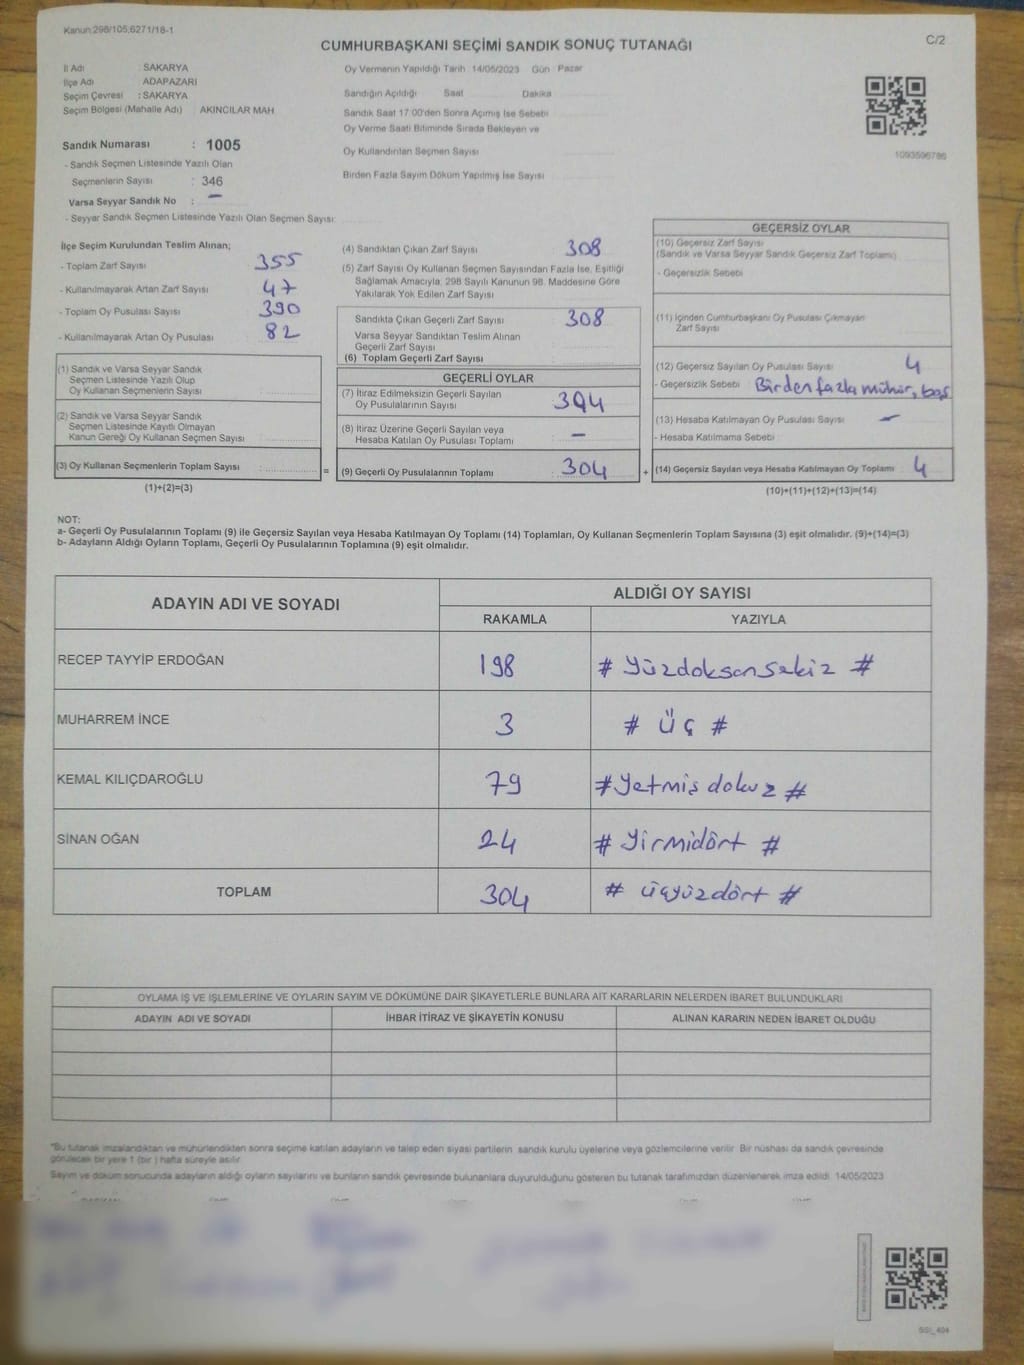 Kanun:298/105,6271/18-1
C/2
CUMHURBAŞKANI SEÇİMİ SANDIK SONUÇ TUTANAĞI
İl Adı : SAKARYA
İlçe Adı : ADAPAZARI
Seçim Çevresi : SAKARYA
Seçim Bölgesi (Mahalle Adı) AKINCILAR MAH
Sandık Numarası : 1005
- Sandık Seçmen Listesinde Yazılı Olan
Seçmenlerin Sayısı : 346
Varsa Seyyar Sandık No : –
- Seyyar Sandık Seçmen Listesinde Yazılı Olan Seçmen Sayısı:
Oy Vermenin Yapıldığı Tarih 14/05/2023 Gün Pazar
Sandığın Açıldığı Saat Dakika
Sandık Saat 17:00'den Sonra Açımış İse Sebebi
Oy Verme Saati Bitiminde Sırada Bekleyen ve
Oy Kullandırılan Seçmen Sayısı
Birden Fazla Sayım Döküm Yapılmış İse Sayısı
1093596786
İlçe Seçim Kurulundan Teslim Alınan;
- Toplam Zarf Sayısı 355
- Kullanılmayarak Artan Zarf Sayısı 47
- Toplam Oy Pusulası Sayısı 390
- Kullanılmayarak Artan Oy Pusulası 82
(1) Sandık ve Varsa Seyyar Sandık
Seçmen Listesinde Yazılı Olup
Oy Kullanan Seçmenlerin Sayısı
(2) Sandık ve Varsa Seyyar Sandık
Seçmen Listesinde Kayıtlı Olmayan
Kanun Gereği Oy Kullanan Seçmen Sayısı
(3) Oy Kullanan Seçmenlerin Toplam Sayısı :
(1)+(2)=(3)
(4) Sandıktan Çıkan Zarf Sayısı 308
(5) Zarf Sayısı Oy Kullanan Seçmen Sayısından Fazla İse, Eşitliği
Sağlamak Amacıyla, 298 Sayılı Kanunun 98. Maddesine Göre
Yakılarak Yok Edilen Zarf Sayısı
Sandıkta Çıkan Geçerli Zarf Sayısı 308
Varsa Seyyar Sandıktan Teslim Alınan
Geçerli Zarf Sayısı
(6) Toplam Geçerli Zarf Sayısı
GEÇERLİ OYLAR
(7) İtiraz Edilmeksizin Geçerli Sayılan
Oy Pusulalarının Sayısı 304
(8) İtiraz Üzerine Geçerli Sayılan veya
Hesaba Katılan Oy Pusulası Toplamı –
= (9) Geçerli Oy Pusulalarının Toplamı 304 +
GEÇERSİZ OYLAR
(10) Geçersiz Zarf Sayısı
(Sandık ve Varsa Seyyar Sandık Geçersiz Zarf Toplamı)
- Geçersizlik Sebebi
(11) İçinden Cumhurbaşkanı Oy Pusulası Çıkmayan
Zarf Sayısı
(12) Geçersiz Sayılan Oy Pusulası Sayısı 4
- Geçersizlik Sebebi Birden fazla mühür, boş
(13) Hesaba Katılmayan Oy Pusulası Sayısı –
- Hesaba Katılmama Sebebi
(14) Geçersiz Sayılan veya Hesaba Katılmayan Oy Toplamı 4
(10)+(11)+(12)+(13)=(14)
NOT:
a- Geçerli Oy Pusulalarının Toplamı (9) ile Geçersiz Sayılan veya Hesaba Katılmayan Oy Toplamı (14) Toplamları, Oy Kullanan Seçmenlerin Toplam Sayısına (3) eşit olmalıdır. (9)+(14)=(3)
b- Adayların Aldığı Oyların Toplamı, Geçerli Oy Pusulalarının Toplamına (9) eşit olmalıdır.
ADAYIN ADI VE SOYADI ALDIĞI OY SAYISI
RAKAMLA YAZIYLA
RECEP TAYYİP ERDOĞAN 198 # Yüzdoksansekiz #
MUHARREM İNCE 3 # üç #
KEMAL KILIÇDAROĞLU 79 # Yetmiş dokuz #
SİNAN OĞAN 24 # Yirmidört #
TOPLAM 304 # üçyüzdört #
OYLAMA İŞ VE İŞLEMLERİNE VE OYLARIN SAYIM VE DÖKÜMÜNE DAİR ŞİKAYETLERLE BUNLARA AİT KARARLARIN NELERDEN İBARET BULUNDUKLARI
ADAYIN ADI VE SOYADI İHBAR İTİRAZ VE ŞİKAYETİN KONUSU ALINAN KARARIN NEDEN İBARET OLDUĞU
*Bu tutanak imzalandıktan ve mühürlendikten sonra seçime katılan adayların ve talep eden siyasi partilerin sandık kurulu üyelerine veya gözlemcilerine verilir. Bir nüshası da sandık çevresinde
görülecek bir yere 1 (bir ) hafta süreyle asılır.
Sayım ve döküm sonucunda adayların aldığı oyların sayılarını ve bunların sandık çevresinde bulunanlara duyurulduğunu gösteren bu tutanak tarafımızdan düzenlenerek imza edildi. 14/05/2023